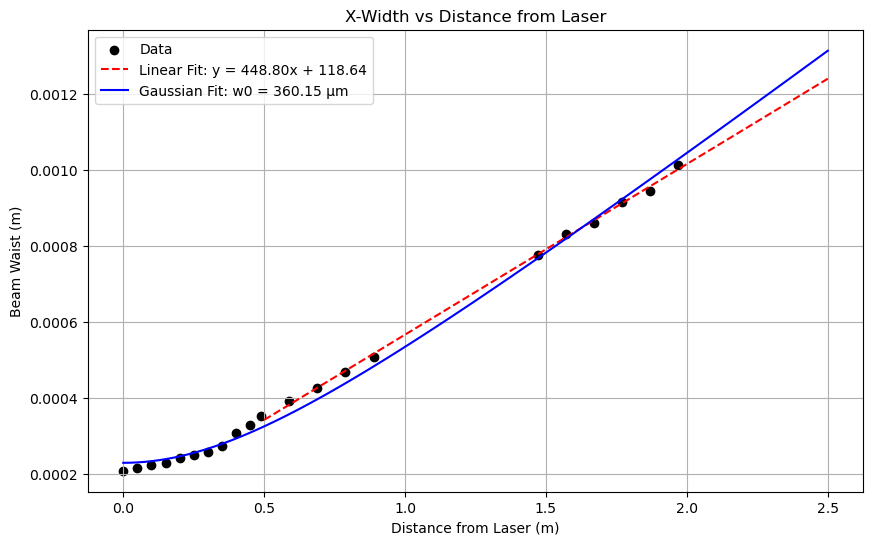 X-Width vs Distance from Laser
Data
Linear Fit: y = 448.80x + 118.64
Gaussian Fit: w0 = 360.15 μm
Beam Waist (m)
0.0012
0.0010
0.0008
0.0006
0.0004
0.0002
0.0 0.5 1.0 1.5 2.0 2.5
Distance from Laser (m)